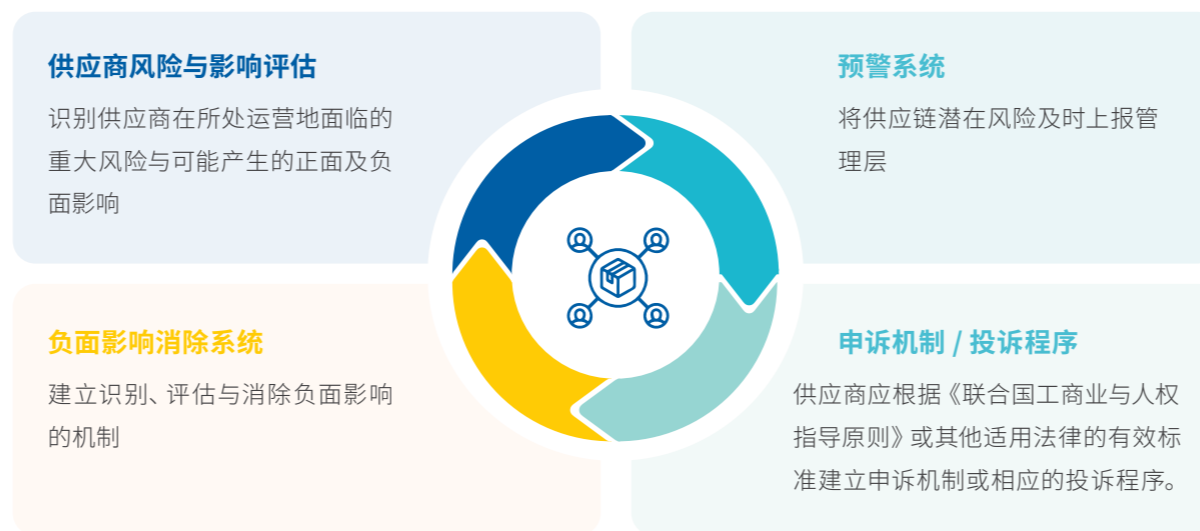 供应商风险与影响评估
识别供应商在所处运营地面临的
重大风险与可能产生的正面及负
面影响
预警系统
将供应链潜在风险及时上报管
理层
负面影响消除系统
建立识别、评估与消除负面影响
的机制
申诉机制 / 投诉程序
供应商应根据《联合国工商业与人权
指导原则》或其他适用法律的有效标
准建立申诉机制或相应的投诉程序。